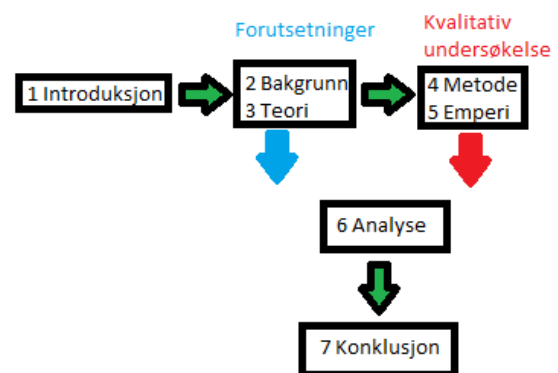 Forutsetninger
Kvalitativ
undersøkelse
1 Introduksjon
2 Bakgrunn
3 Teori
4 Metode
5 Emperi
6 Analyse
7 Konklusjon